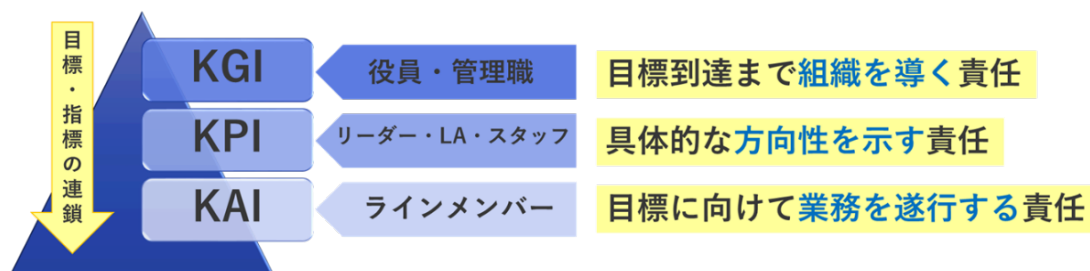 目標・指標の連鎖
KGI
役員・管理職
目標到達まで組織を導く責任
KPI
リーダー・LA・スタッフ
具体的な方向性を示す責任
KAI
ラインメンバー
目標に向けて業務を遂行する責任